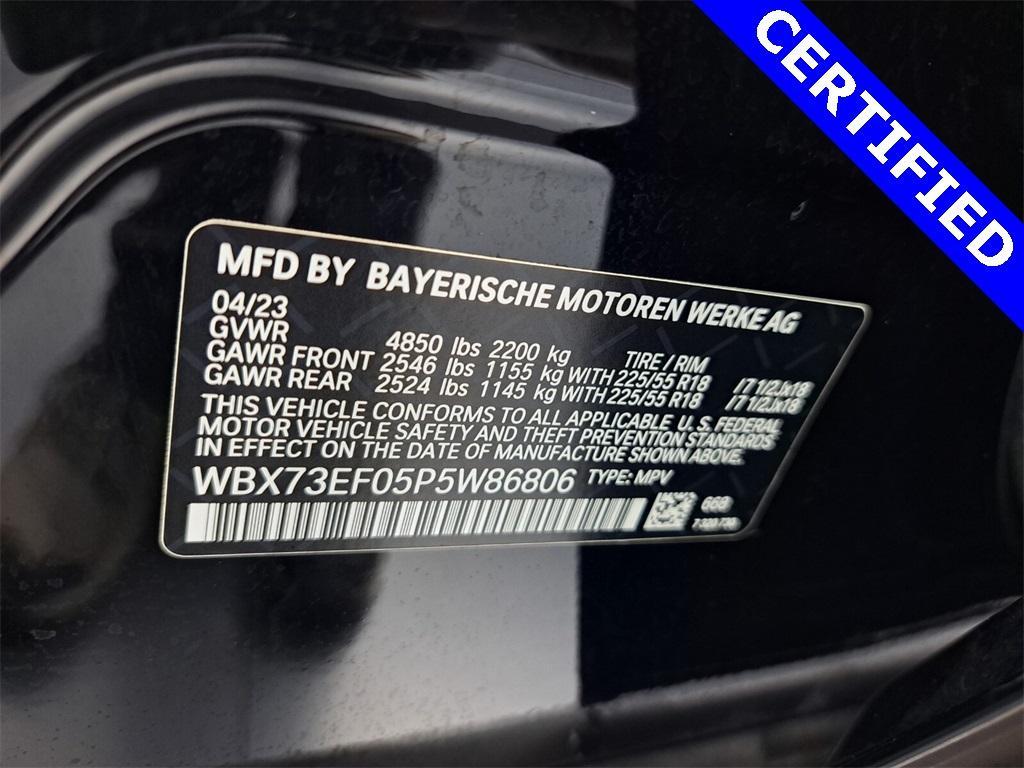 CERTIFIED
MFD BY BAYERISCHE MOTOREN WERKE AG
04/23
GVWR 4850 lbs 2200 kg TIRE / RIM
GAWR FRONT 2546 lbs 1155 kg WITH 225/55 R18 /7 1/2Jx18
GAWR REAR 2524 lbs 1145 kg WITH 225/55 R18 /7 1/2Jx18
THIS VEHICLE CONFORMS TO ALL APPLICABLE U. S. FEDERAL
MOTOR VEHICLE SAFETY AND THEFT PREVENTION STANDARDS
IN EFFECT ON THE DATE OF MANUFACTURE SHOWN ABOVE.
WBX73EF05P5W86806 TYPE: MPV